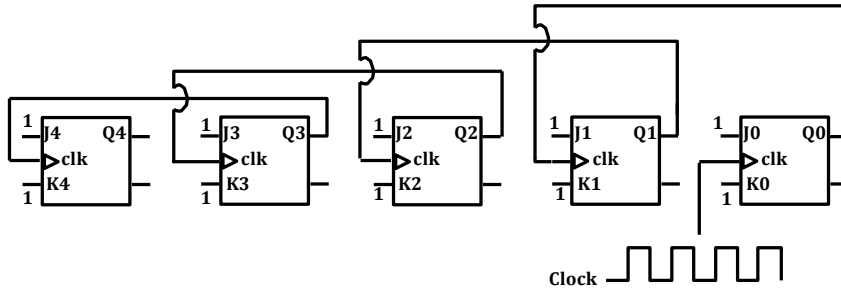 1 1 1 1 1
J4 Q4 J3 Q3 J2 Q2 J1 Q1 J0 Q0
clk clk clk clk clk
K4 K3 K2 K1 K0
1 1 1 1 1
Clock